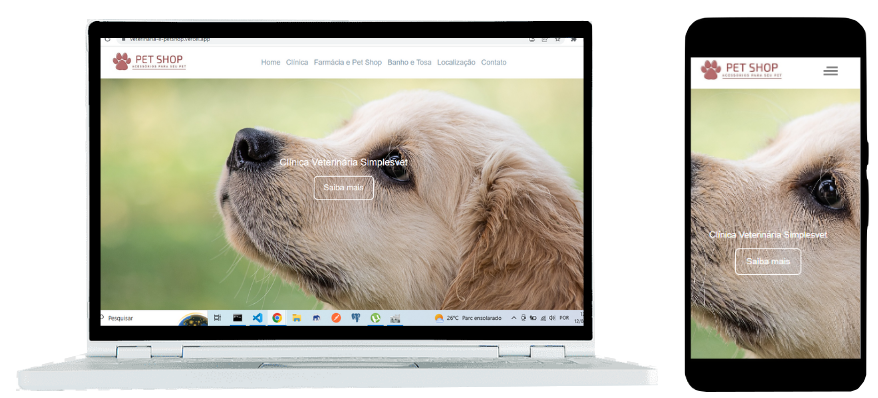 veterinaria-e-petshop.vercel.app
PET SHOP
ACESSÓRIOS PARA SEU PET
Home Clínica Farmácia e Pet Shop Banho e Tosa Localização Contato
Clínica Veterinária Simplesvet
Saiba mais
Pesquisar
26°C Parc ensolarado
POR
PET SHOP
ACESSÓRIOS PARA SEU PET
Clínica Veterinária Simplesvet
Saiba mais